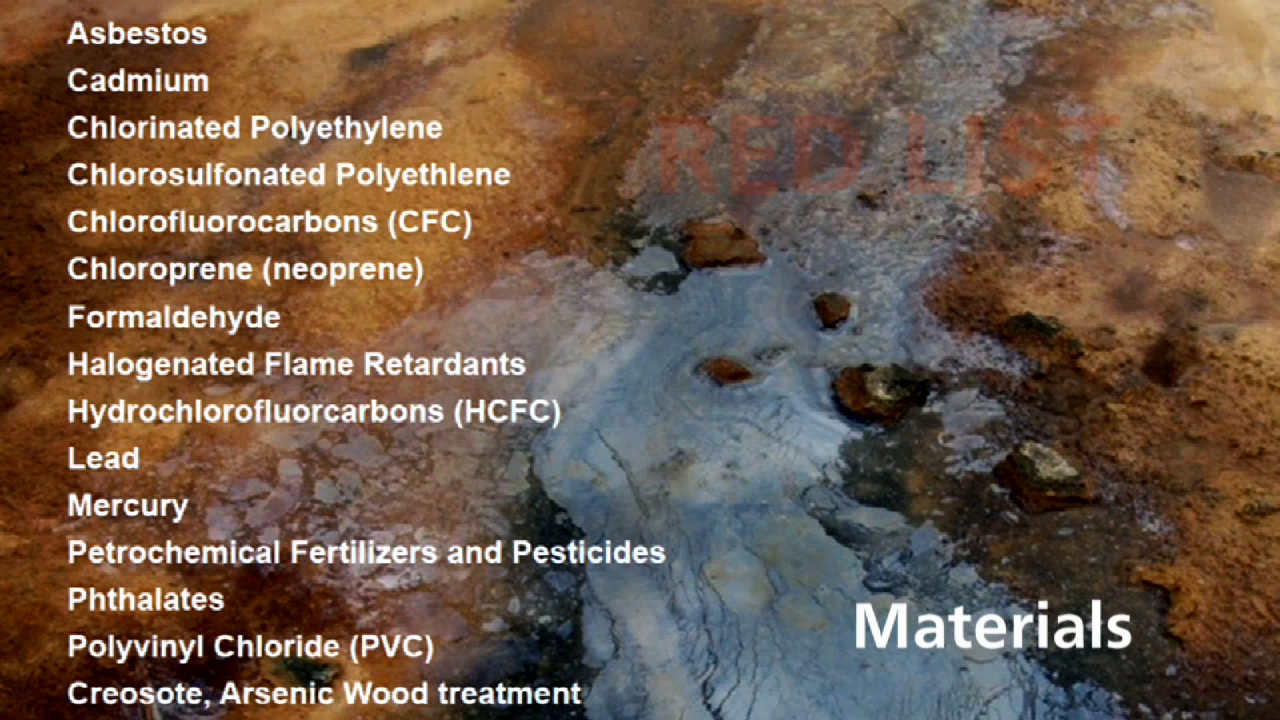 Asbestos
Cadmium
Chlorinated Polyethylene
Chlorosulfonated Polyethlene
Chlorofluorocarbons (CFC)
Chloroprene (neoprene)
Formaldehyde
Halogenated Flame Retardants
Hydrochlorofluorcarbons (HCFC)
Lead
Mercury
Petrochemical Fertilizers and Pesticides
Phthalates
Polyvinyl Chloride (PVC)
Creosote, Arsenic Wood treatment
RED LIST
Materials